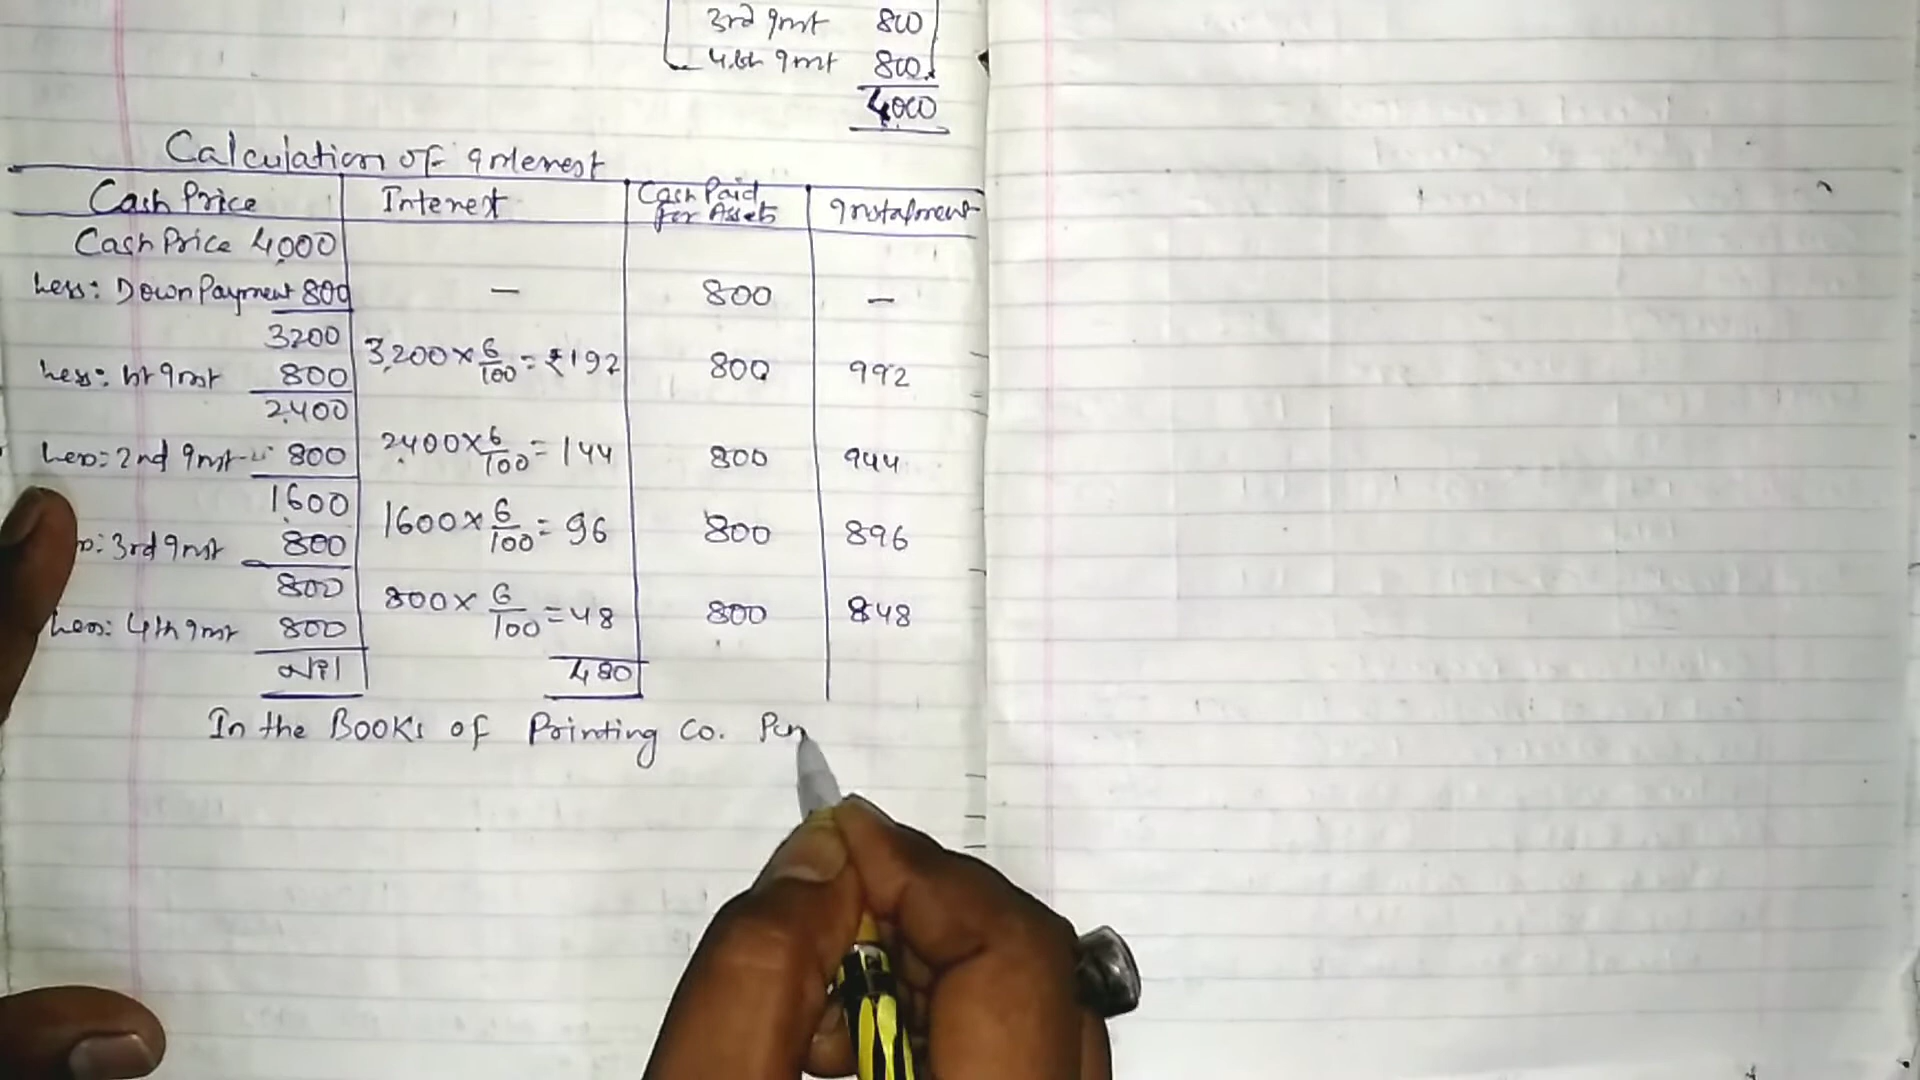 3rd Inst 800
4th Inst 800
4000
Calculation of Interest
Cash Price Interest Cash Paid for Assets Instalment
Cash Price 4,000
Less: Down Payment 800 — 800 —
3200 3,200 × 6/100 = ₹192
Less: 1st Inst 800 800 992
2400
Less: 2nd Inst 800 2400 × 6/100 = 144 800 944
1600
3rd Inst 800 1600 × 6/100 = 96 800 896
800
Less: 4th Inst 800 800 × 6/100 = 48 800 848
Nil 480
In the Books of Printing Co.